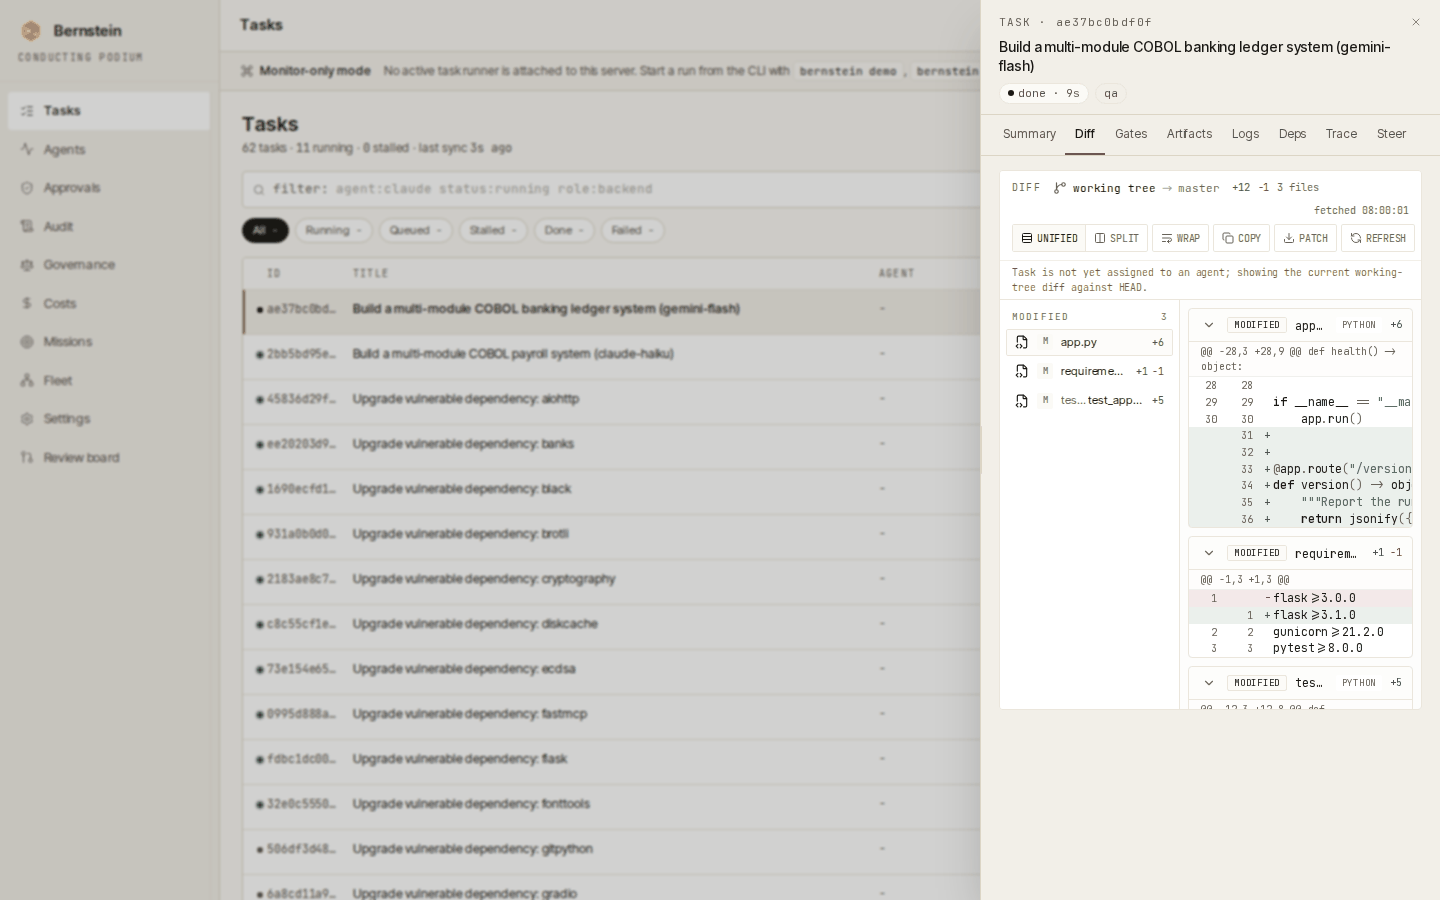 Bernstein
CONDUCTING PODIUM
Tasks
Agents
Approvals
Audit
Governance
Costs
Missions
Fleet
Settings
Review board
Tasks
Monitor-only mode No active task runner is attached to this server. Start a run from the CLI with bernstein demo , bernstein
Tasks
62 tasks · 11 running · 0 stalled · last sync 3s ago
filter: agent:claude status:running role:backend
All - Running - Queued - Stalled - Done - Failed -
ID TITLE AGENT
ae37bc0bd… Build a multi-module COBOL banking ledger system (gemini-flash) -
2bb5bd95e… Build a multi-module COBOL payroll system (claude-haiku) -
45836d29f… Upgrade vulnerable dependency: aiohttp -
ee20203d9… Upgrade vulnerable dependency: banks -
1690ecfd1… Upgrade vulnerable dependency: black -
931a0b0d0… Upgrade vulnerable dependency: brotli -
2183ae8c7… Upgrade vulnerable dependency: cryptography -
c8c55cf1e… Upgrade vulnerable dependency: diskcache -
73e154e65… Upgrade vulnerable dependency: ecdsa -
0995d888a… Upgrade vulnerable dependency: fastmcp -
fdbc1dc00… Upgrade vulnerable dependency: flask -
32e0c5550… Upgrade vulnerable dependency: fonttools -
506df3d48… Upgrade vulnerable dependency: gitpython -
6a8cd11a9… Upgrade vulnerable dependency: gradio -
TASK · ae37bc0bdf0f
Build a multi-module COBOL banking ledger system (gemini-
flash)
done · 9s qa
Summary Diff Gates Artifacts Logs Deps Trace Steer
DIFF working tree → master +12 -1 3 files
fetched 08:00:01
UNIFIED SPLIT WRAP COPY PATCH REFRESH
Task is not yet assigned to an agent; showing the current working-
tree diff against HEAD.
MODIFIED 3
M app.py +6
M requireme… +1 -1
M tes… test_app… +5
MODIFIED app… PYTHON +6
@@ -28,3 +28,9 @@ def health() ->
object:
28 28
29 29 if __name__ == "__ma
30 30 app.run()
31 +
32 +
33 +@app.route("/version
34 +def version() -> obj
35 + """Report the ru
36 + return jsonify({
MODIFIED requirem… +1 -1
@@ -1,3 +1,3 @@
1 -flask>=3.0.0
1 +flask>=3.1.0
2 2 gunicorn>=21.2.0
3 3 pytest>=8.0.0
MODIFIED tes… PYTHON +5
@@ -12,3 +12,8 @@ def